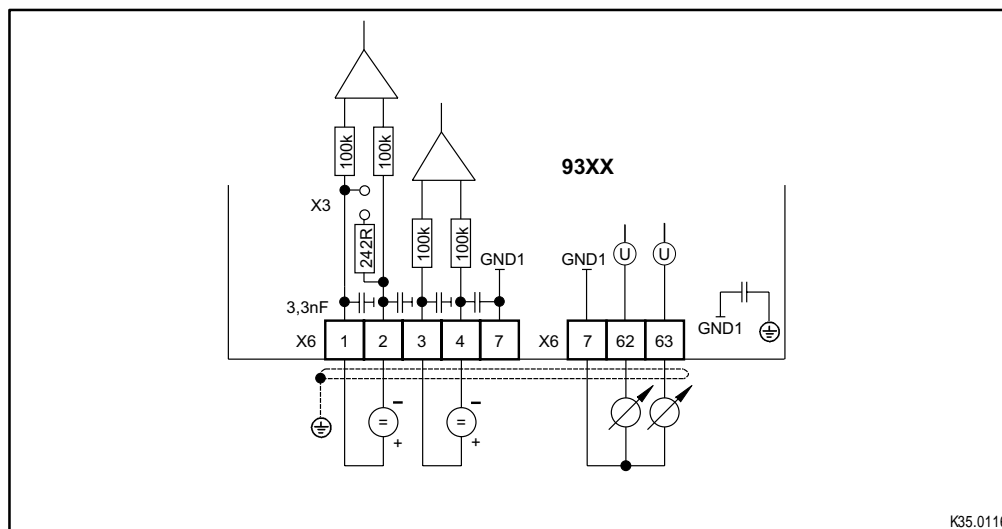 100k
100k
93XX
X3
242R
100k
100k
GND1
GND1
U
U
3,3nF
GND1
X6
1
2
3
4
7
X6
7
62
63
=
–
+
=
–
+
K35.0110